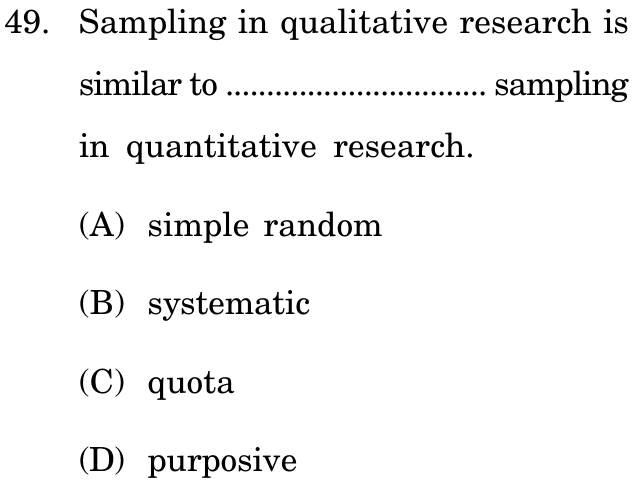 49. Sampling in qualitative research is
similar to ................................ sampling
in quantitative research.
(A) simple random
(B) systematic
(C) quota
(D) purposive